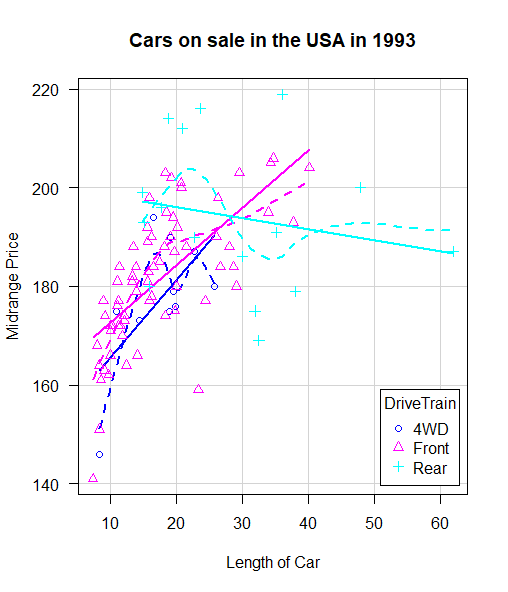 Cars on sale in the USA in 1993
Midrange Price
220
200
180
160
140
10 20 30 40 50 60
Length of Car
DriveTrain
4WD
Front
Rear